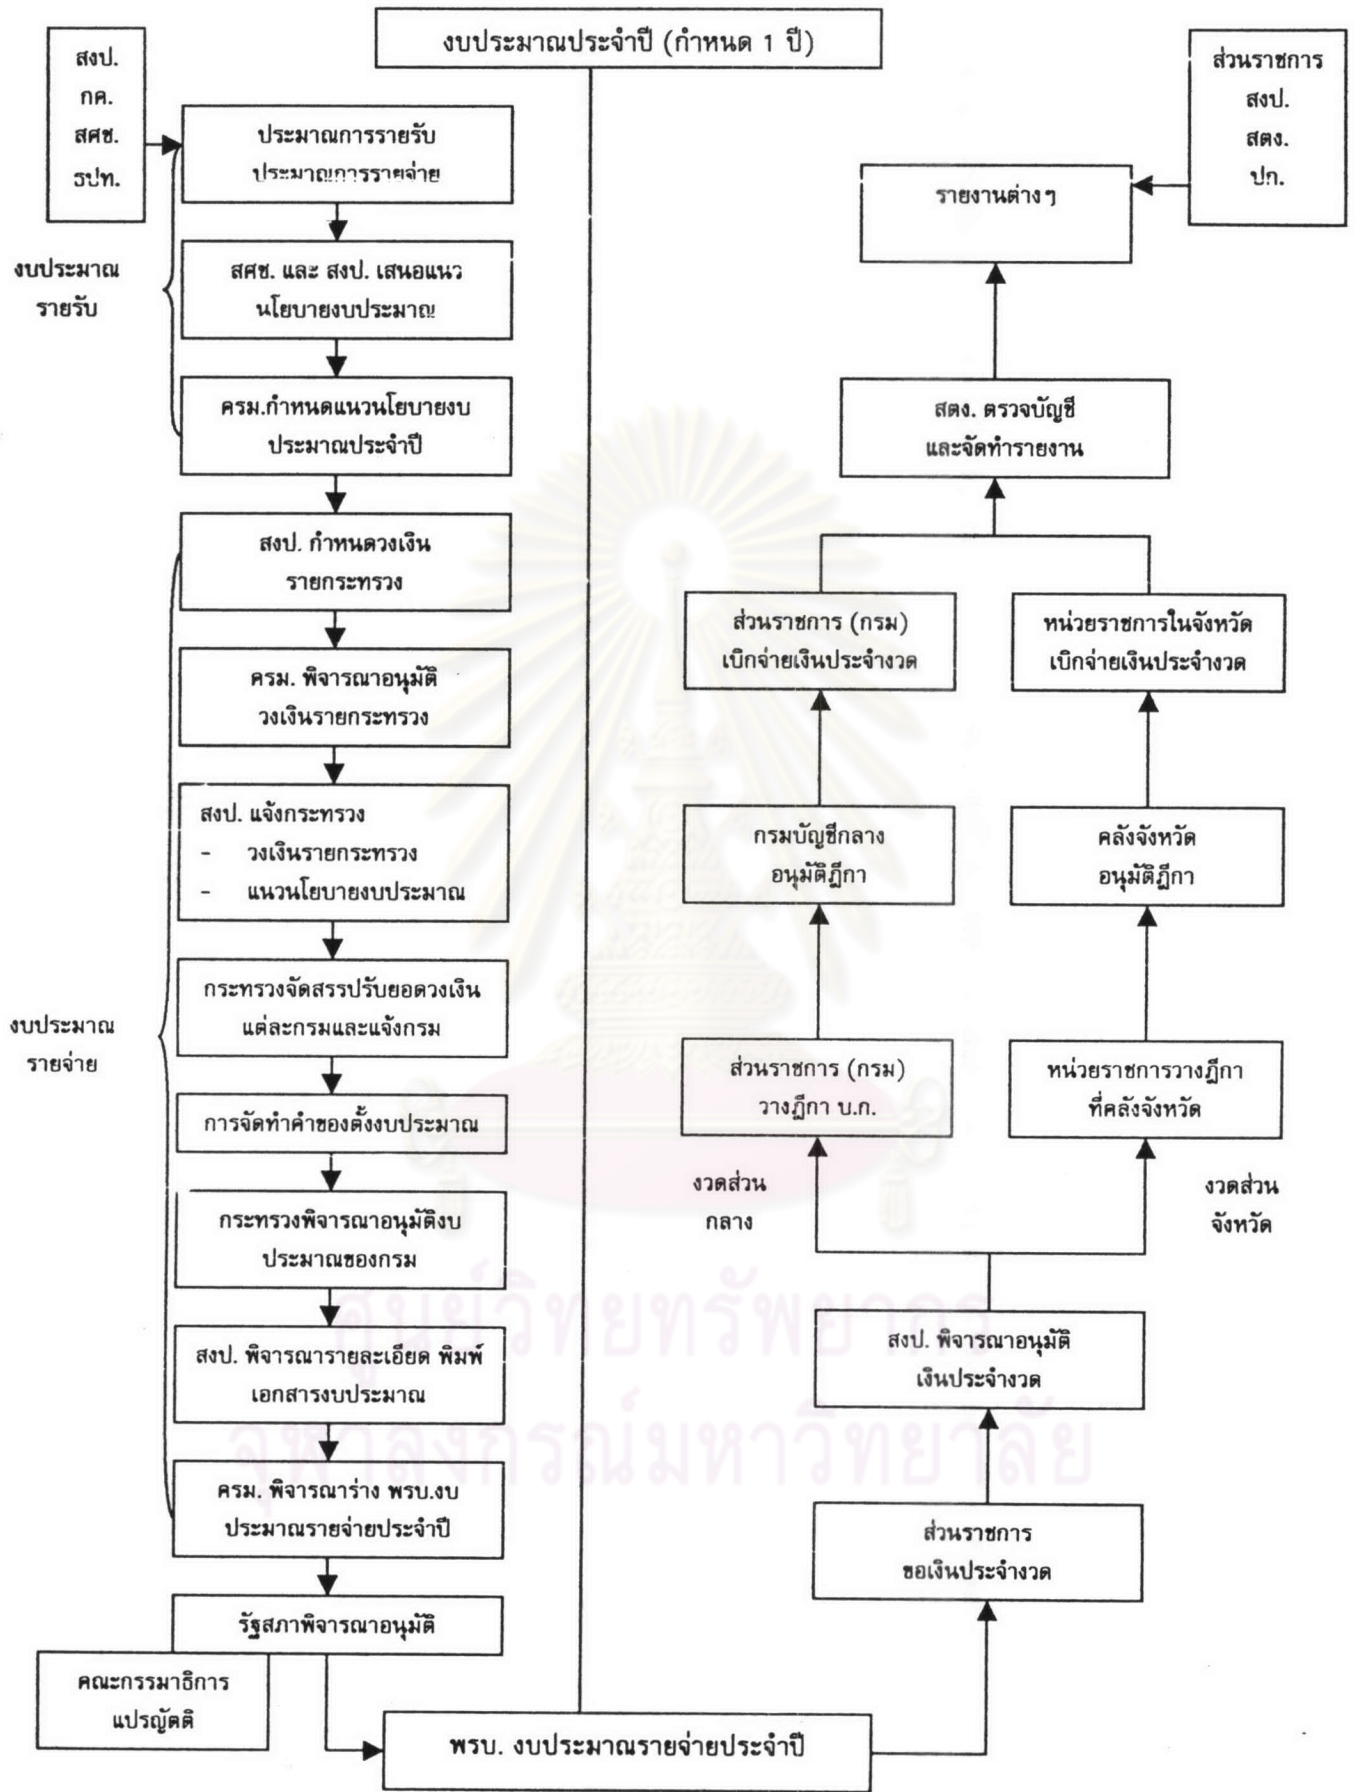 งบประมาณประจำปี (กำหนด 1 ปี)
สงป.
กค.
สศช.
ธปท.
ประมาณการรายรับ
ประมาณการรายจ่าย
งบประมาณ
รายรับ
สศช. และ สงป. เสนอแนว
นโยบายงบประมาณ
ครม.กำหนดแนวนโยบายงบ
ประมาณประจำปี
สงป. กำหนดวงเงิน
รายกระทรวง
ครม. พิจารณาอนุมัติ
วงเงินรายกระทรวง
สงป. แจ้งกระทรวง
- วงเงินรายกระทรวง
- แนวนโยบายงบประมาณ
งบประมาณ
รายจ่าย
กระทรวงจัดสรรปรับยอดวงเงิน
แต่ละกรมและแจ้งกรม
การจัดทำคำของตั้งงบประมาณ
กระทรวงพิจารณาอนุมัติงบ
ประมาณของกรม
สงป. พิจารณารายละเอียด พิมพ์
เอกสารงบประมาณ
ครม. พิจารณาร่าง พรบ.งบ
ประมาณรายจ่ายประจำปี
รัฐสภาพิจารณาอนุมัติ
คณะกรรมาธิการ
แปรญัตติ
พรบ. งบประมาณรายจ่ายประจำปี
ส่วนราชการ
สงป.
สตง.
ปก.
รายงานต่างๆ
สตง. ตรวจบัญชี
และจัดทำรายงาน
ส่วนราชการ (กรม)
เบิกจ่ายเงินประจำงวด
หน่วยราชการในจังหวัด
เบิกจ่ายเงินประจำงวด
กรมบัญชีกลาง
อนุมัติฎีกา
คลังจังหวัด
อนุมัติฎีกา
ส่วนราชการ (กรม)
วางฎีกา บ.ก.
หน่วยราชการวางฎีกา
ที่คลังจังหวัด
งวดส่วน
กลาง
งวดส่วน
จังหวัด
สงป. พิจารณาอนุมัติ
เงินประจำงวด
ส่วนราชการ
ขอเงินประจำงวด
ศูนย์วิทยทรัพยากร
จุฬาลงกรณ์มหาวิทยาลัย